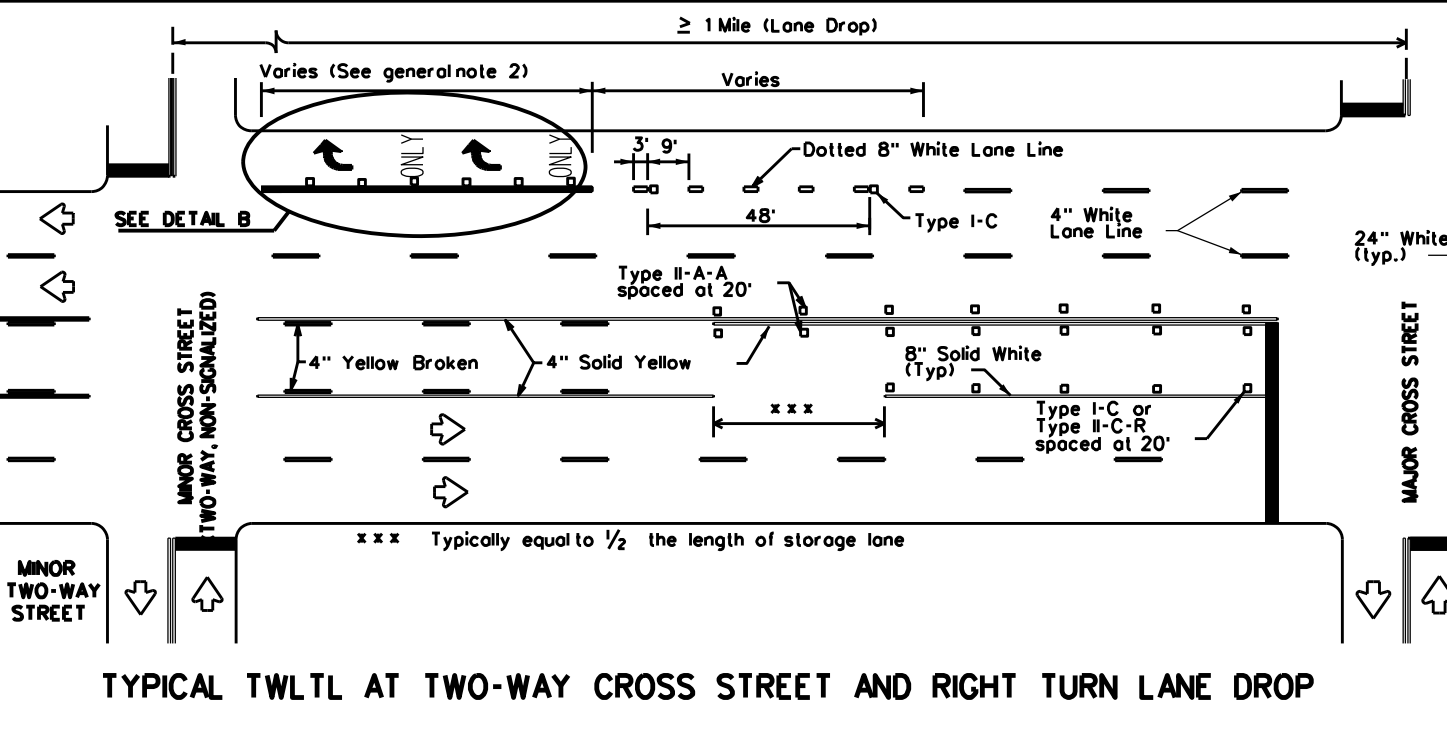 ≥ 1 Mile (Lane Drop)
Varies (See general note 2)
Varies
ONLY
ONLY
3'
9'
Dotted 8" White Lane Line
SEE DETAIL B
48'
Type I-C
4" White
Lane Line
24" White
(typ.)
Type II-A-A
spaced at 20'
MINOR CROSS STREET
(TWO-WAY, NON-SIGNALIZED)
4" Yellow Broken
4" Solid Yellow
8" Solid White
(Typ)
x x x
Type I-C or
Type II-C-R
spaced at 20'
MAJOR CROSS STREET
x x x Typically equal to 1/2 the length of storage lane
MINOR
TWO-WAY
STREET
TYPICAL TWLTL AT TWO-WAY CROSS STREET AND RIGHT TURN LANE DROP